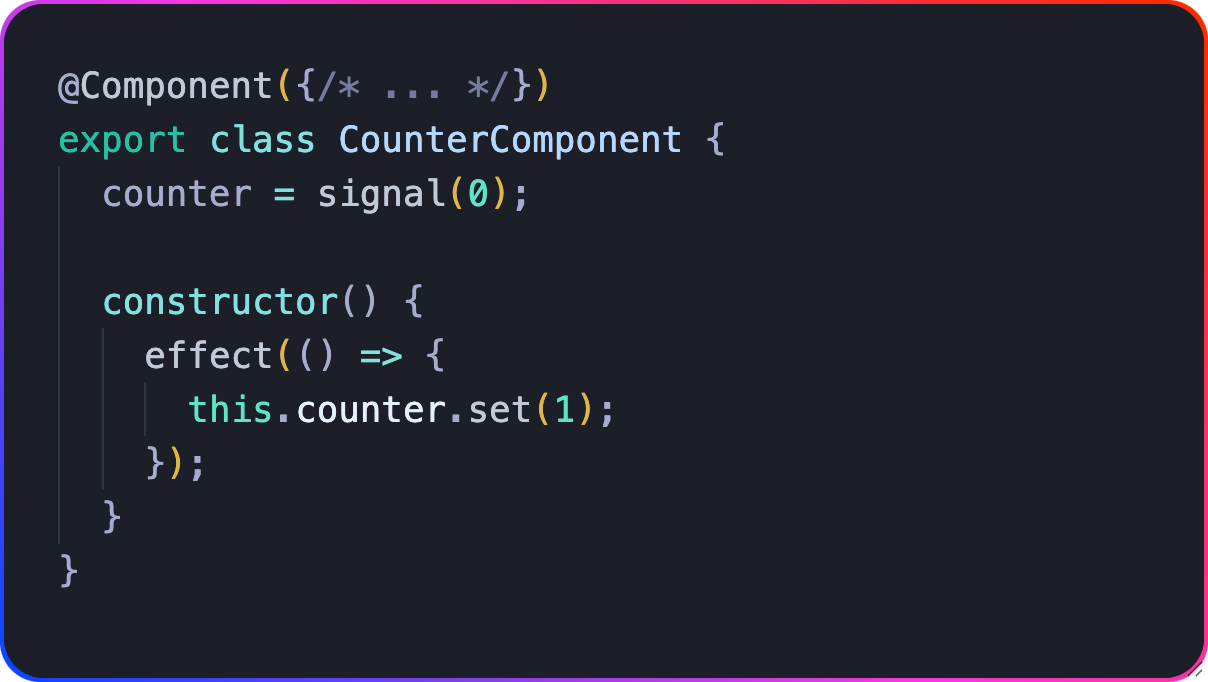 @Component({/* ... */})
export class CounterComponent {
  counter = signal(0);

  constructor() {
    effect(() => {
      this.counter.set(1);
    });
  }
}